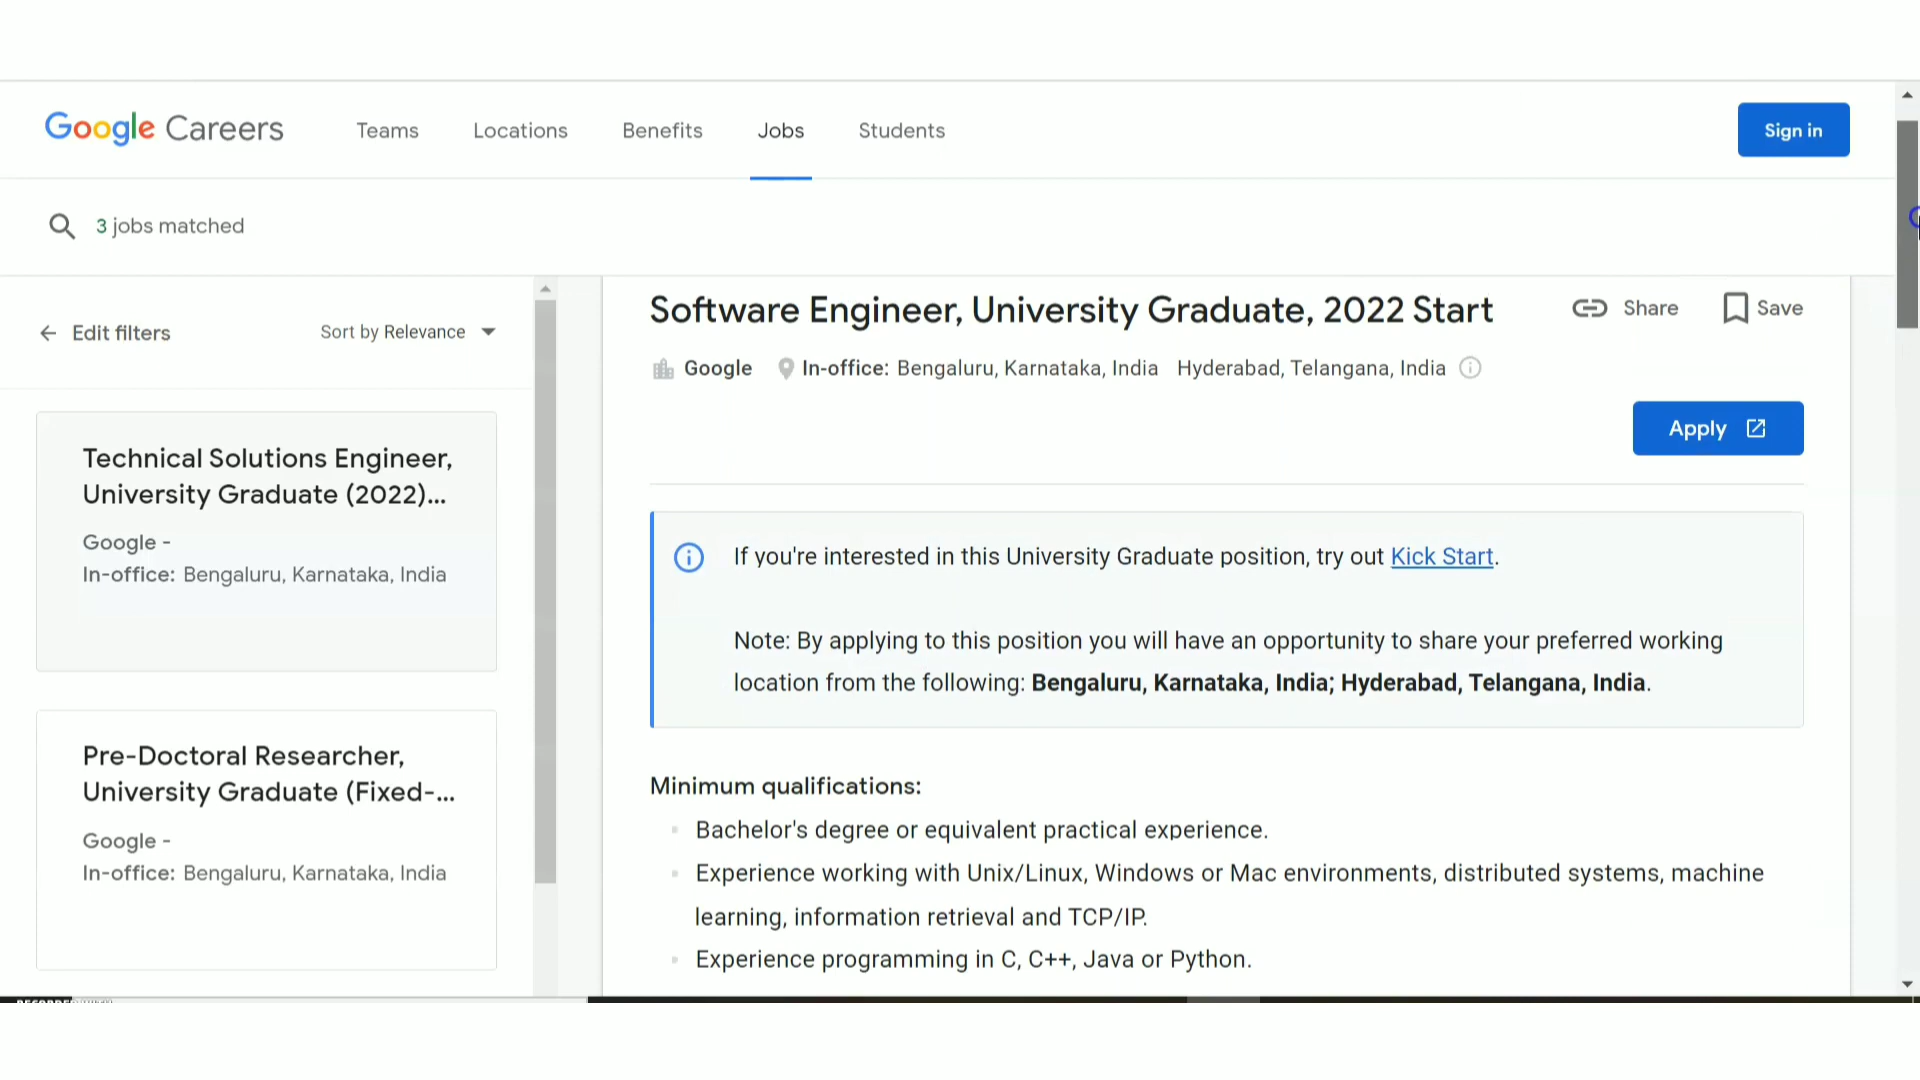 Google Careers
Teams
Locations
Benefits
Jobs
Students
Sign in
3 jobs matched
Edit filters
Sort by Relevance
Technical Solutions Engineer,
University Graduate (2022)...
Google -
In-office: Bengaluru, Karnataka, India
Pre-Doctoral Researcher,
University Graduate (Fixed-...
Google -
In-office: Bengaluru, Karnataka, India
Software Engineer, University Graduate, 2022 Start
Share
Save
Google
In-office: Bengaluru, Karnataka, India Hyderabad, Telangana, India
Apply
If you're interested in this University Graduate position, try out Kick Start.
Note: By applying to this position you will have an opportunity to share your preferred working
location from the following: Bengaluru, Karnataka, India; Hyderabad, Telangana, India.
Minimum qualifications:
Bachelor's degree or equivalent practical experience.
Experience working with Unix/Linux, Windows or Mac environments, distributed systems, machine
learning, information retrieval and TCP/IP.
Experience programming in C, C++, Java or Python.